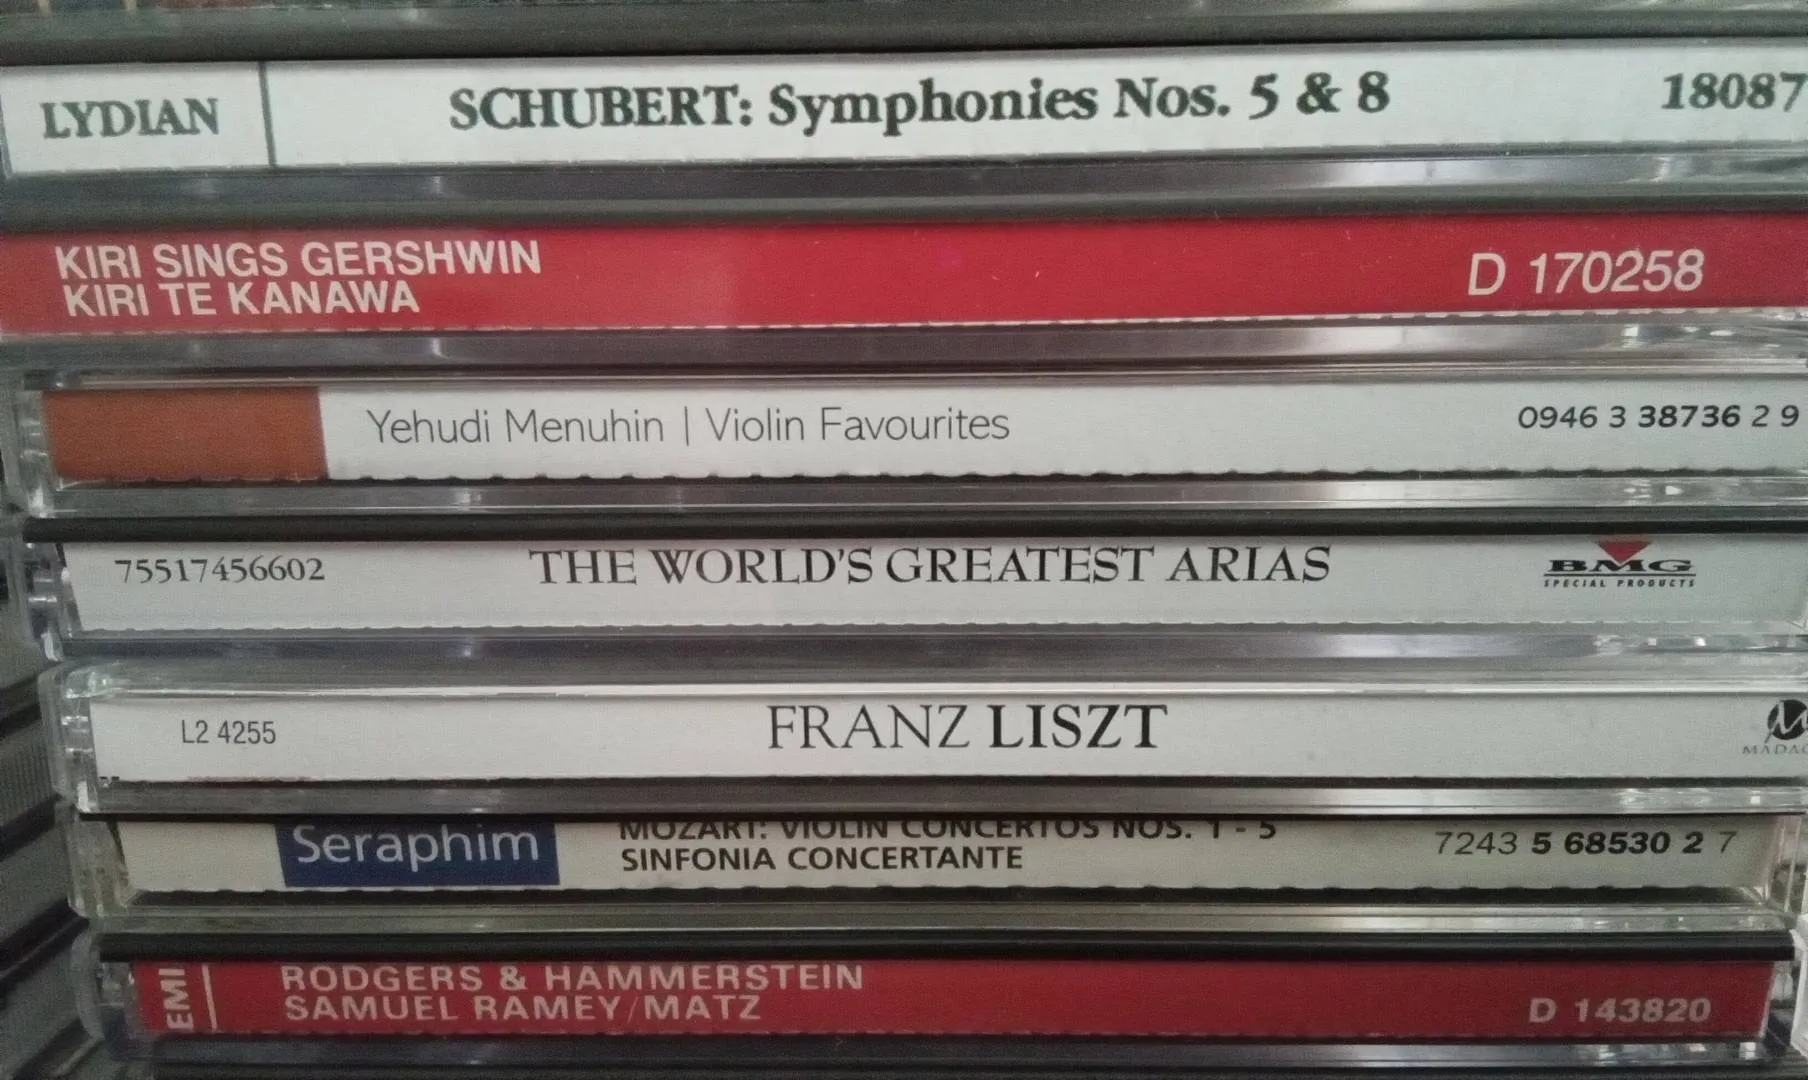 LYDIAN SCHUBERT: Symphonies Nos. 5 & 8 18087
KIRI SINGS GERSHWIN
KIRI TE KANAWA
D 170258
Yehudi Menuhin | Violin Favourites 0946 3 38736 2 9
75517456602 THE WORLD'S GREATEST ARIAS BMG
SPECIAL PRODUCTS
L2 4255 FRANZ LISZT
MADAC
Seraphim
MOZART: VIOLIN CONCERTOS NOS. 1 - 5
SINFONIA CONCERTANTE
7243 5 68530 2 7
EMI
RODGERS & HAMMERSTEIN
SAMUEL RAMEY/MATZ
D 143820